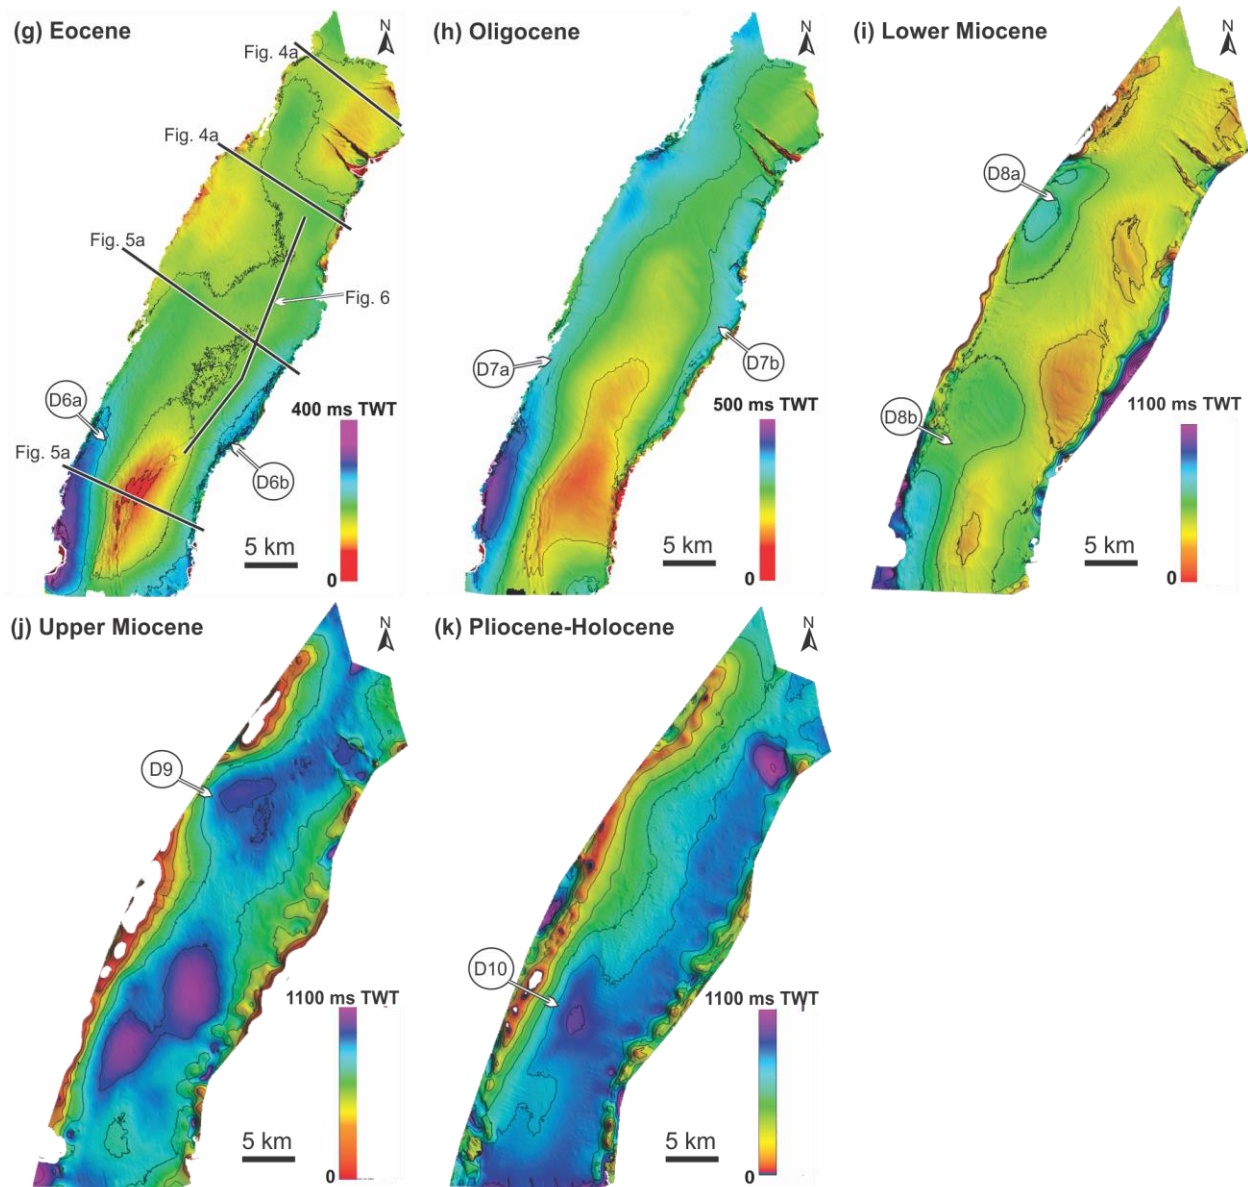 (g) Eocene
N
Fig. 4a
Fig. 4a
Fig. 5a
Fig. 6
D6a
400 ms TWT
Fig. 5a
D6b
5 km
0
(h) Oligocene
N
D7a
D7b
500 ms TWT
5 km
0
(i) Lower Miocene
N
D8a
D8b
1100 ms TWT
5 km
0
(j) Upper Miocene
N
D9
1100 ms TWT
5 km
0
(k) Pliocene-Holocene
N
D10
1100 ms TWT
5 km
0